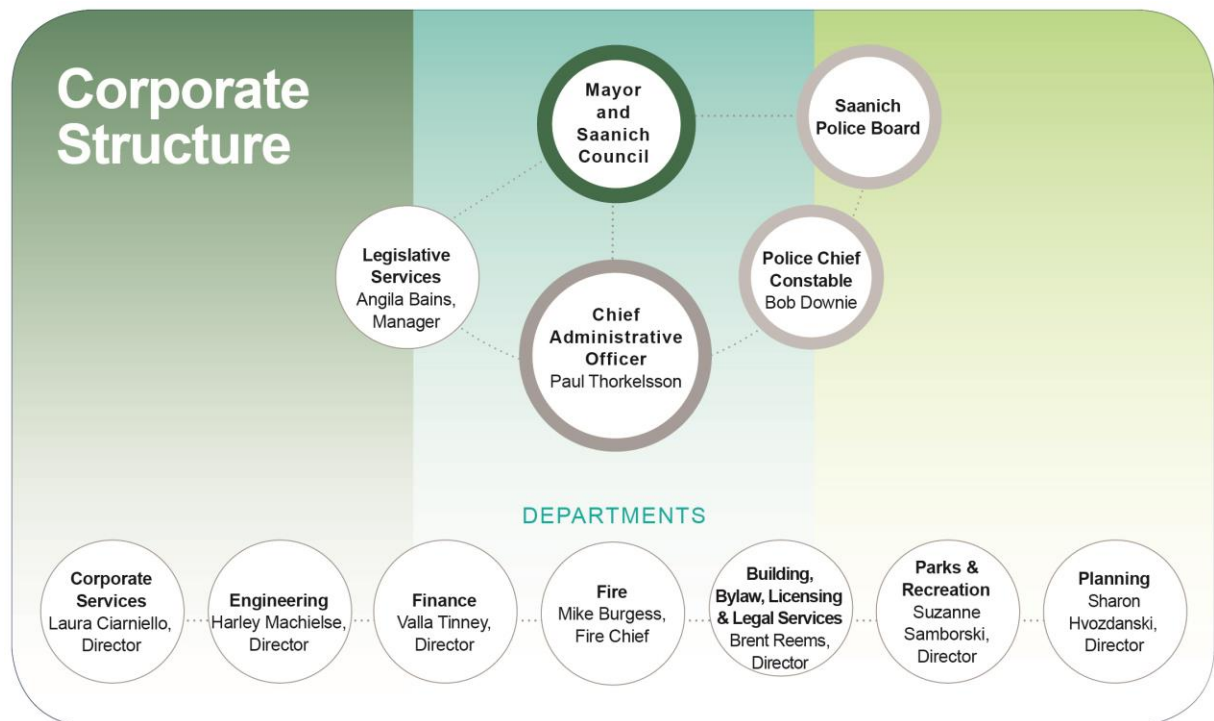 Corporate
Structure
Mayor
and
Saanich
Council
Saanich
Police Board
Legislative
Services
Angila Bains,
Manager
Chief
Administrative
Officer
Paul Thorkelsson
Police Chief
Constable
Bob Downie
DEPARTMENTS
Corporate
Services
Laura Ciarniello,
Director
Engineering
Harley Machielse,
Director
Finance
Valla Tinney,
Director
Fire
Mike Burgess,
Fire Chief
Building,
Bylaw, Licensing
& Legal Services
Brent Reems,
Director
Parks &
Recreation
Suzanne
Samborski,
Director
Planning
Sharon
Hvozdanski,
Director